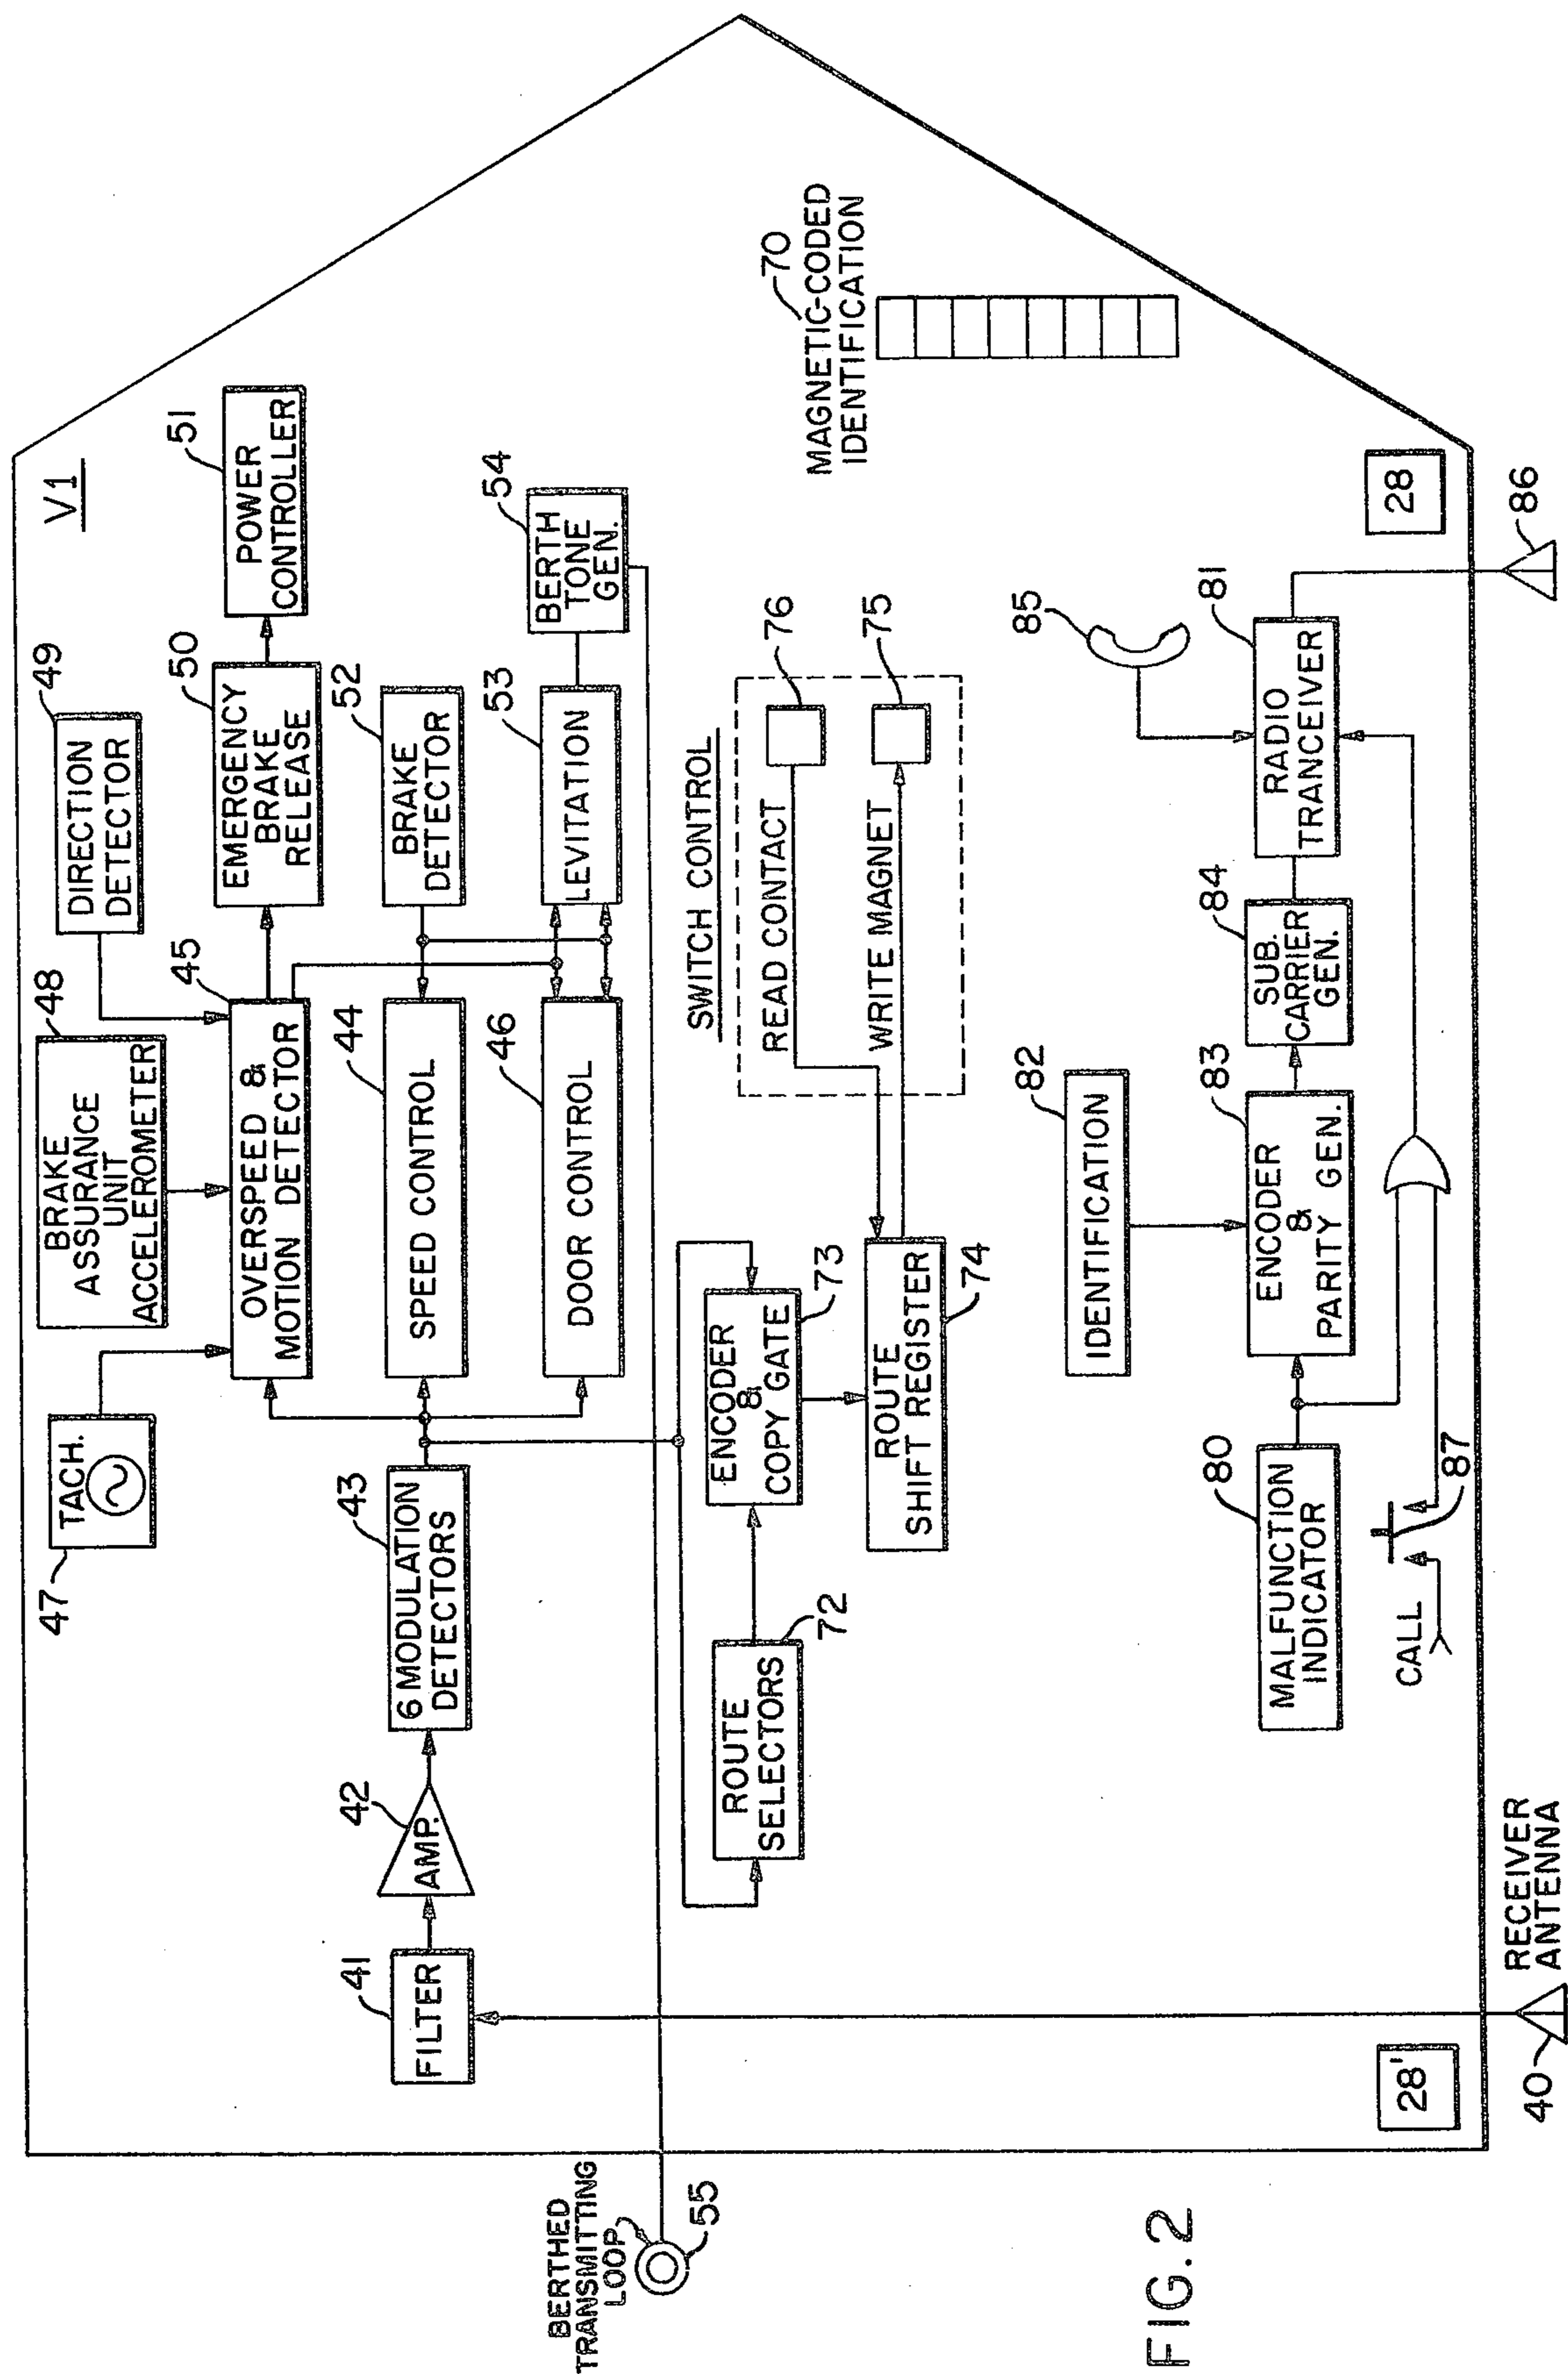 V1
47
TACH.
48
BRAKE
ASSURANCE
UNIT
ACCELEROMETER
49
DIRECTION
DETECTOR
45
OVERSPEED &
MOTION DETECTOR
50
EMERGENCY
BRAKE
RELEASE
51
POWER
CONTROLLER
41
FILTER
42
AMP.
43
6 MODULATION
DETECTORS
44
SPEED CONTROL
52
BRAKE
DETECTOR
46
DOOR CONTROL
53
LEVITATION
54
BERTH
TONE
GEN.
BERTHED
TRANSMITTING
LOOP
55
ROUTE
SELECTORS
72
ENCODER
&
COPY GATE
73
ROUTE
SHIFT REGISTER
74
SWITCH CONTROL
READ CONTACT
76
WRITE MAGNET
75
70
MAGNETIC-CODED
IDENTIFICATION
82
IDENTIFICATION
80
MALFUNCTION
INDICATOR
83
ENCODER
&
PARITY GEN.
84
SUB.
CARRIER
GEN.
85
81
RADIO
TRANCEIVER
CALL
87
28'
28
86
40
RECEIVER
ANTENNA
FIG. 2